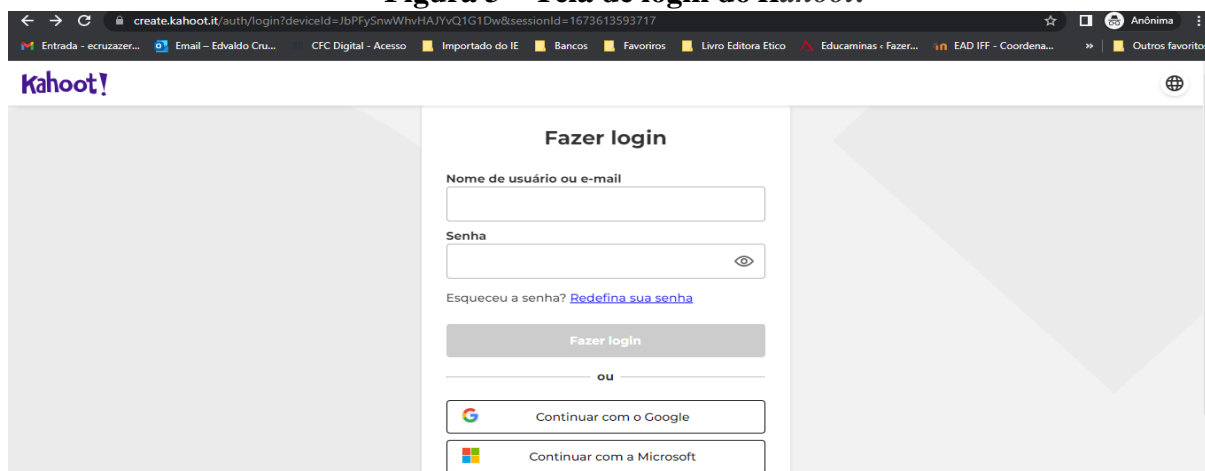 Figura 3 – Tela de login do Kahoot!
create.kahoot.it/auth/login?deviceId=JbPFySnwWhvHAJYvQ1G1Dw&sessionId=1673613593717 Anônima
Entrada - ecruzazer... Email – Edvaldo Cru... CFC Digital - Acesso Importado do IE Bancos Favoriros Livro Editora Etico Educaminas ‹ Fazer... EAD IFF - Coordena... » Outros favoritos
Kahoot!
Fazer login
Nome de usuário ou e-mail
Senha
Esqueceu a senha? Redefina sua senha
Fazer login
ou
Continuar com o Google
Continuar com a Microsoft